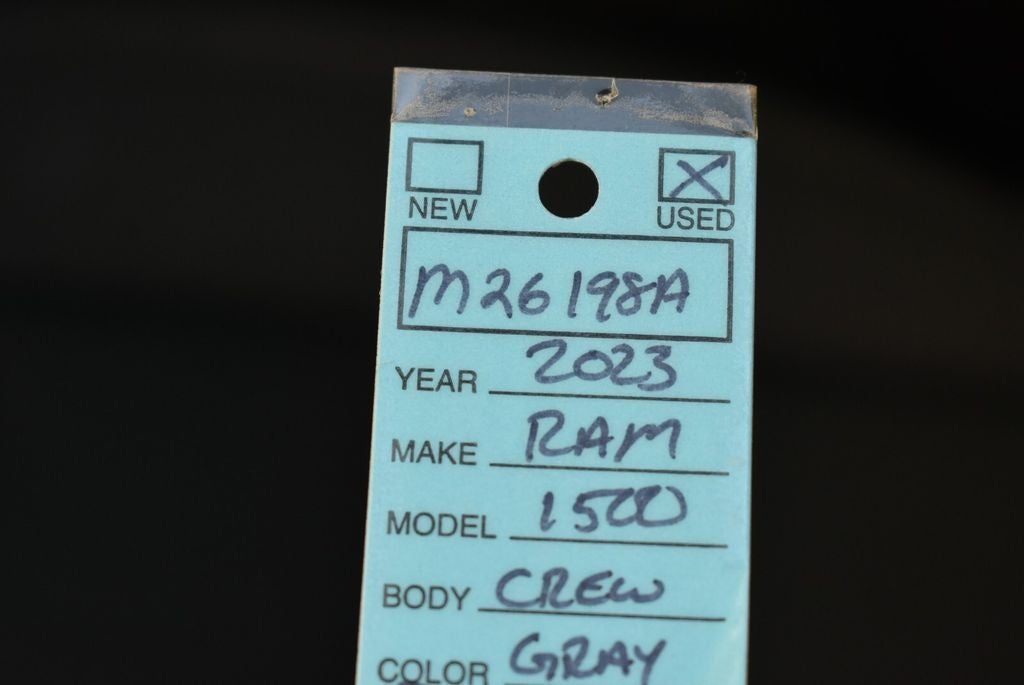 NEW X USED
M26198A
YEAR 2023
MAKE RAM
MODEL 1500
BODY CREW
COLOR GRAY